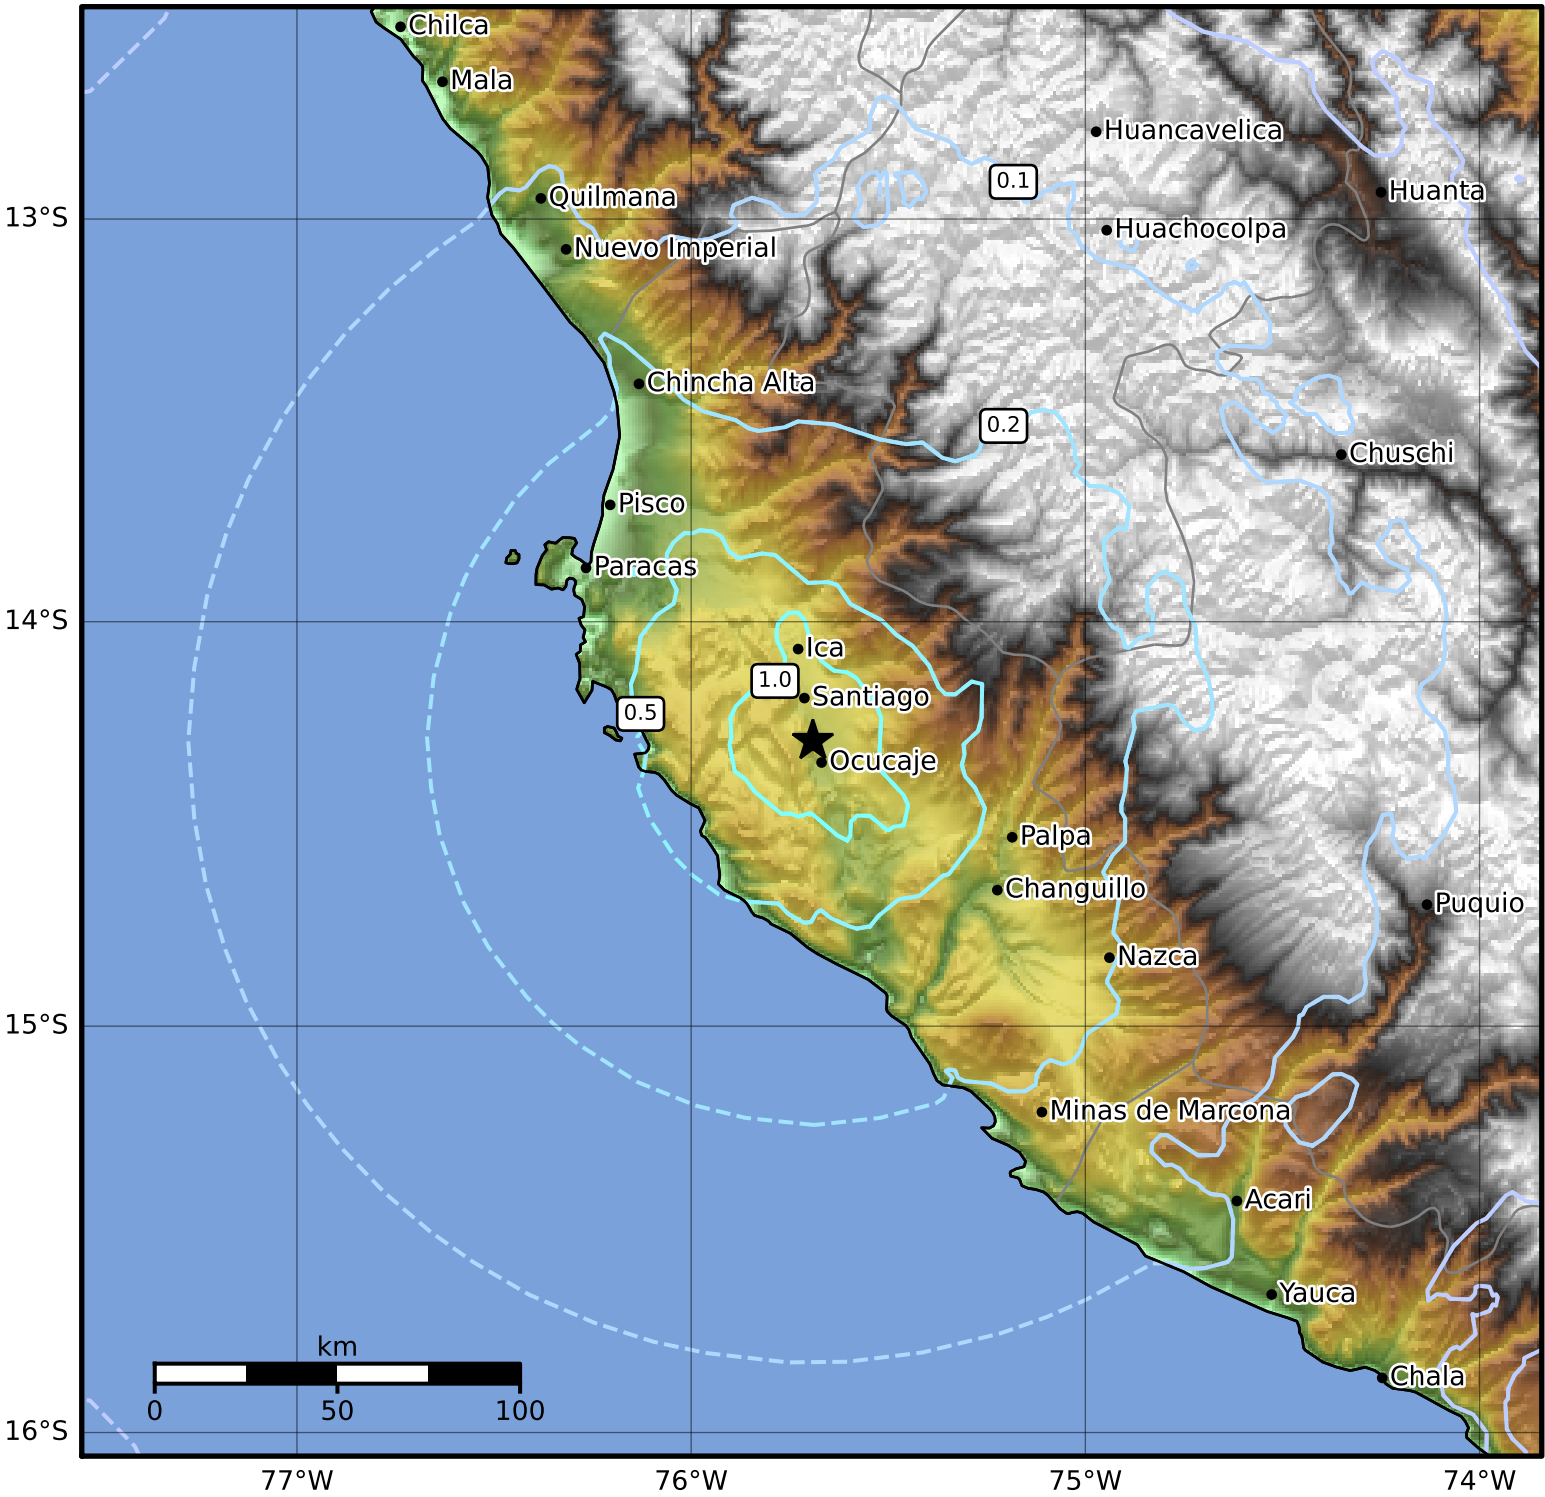 Chilca
Mala
Huancavelica
0.1
Huanta
Quilmana
13°S
Huachocolpa
Nuevo Imperial
Chincha Alta
0.2
Chuschi
Pisco
Paracas
14°S
Ica
1.0
Santiago
0.5
Ocucaje
Palpa
Changuillo
Puquio
Nazca
15°S
Minas de Marcona
Acari
Yauca
km
Chala
0 50 100
16°S
77°W 76°W 75°W 74°W